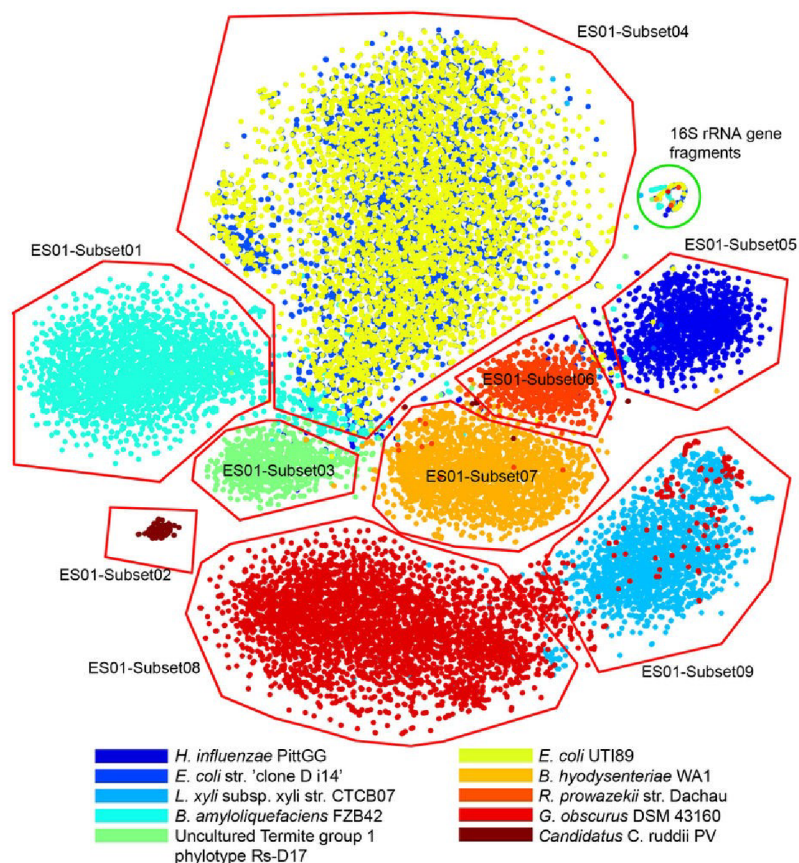 ES01-Subset04
16S rRNA gene
fragments
ES01-Subset01
ES01-Subset05
ES01-Subset06
ES01-Subset03
ES01-Subset07
ES01-Subset02
ES01-Subset08
ES01-Subset09
H. influenzae PittGG
E. coli str. 'clone D i14'
L. xyli subsp. xyli str. CTCB07
B. amyloliquefaciens FZB42
Uncultured Termite group 1
phylotype Rs-D17
E. coli UTI89
B. hyodysenteriae WA1
R. prowazekii str. Dachau
G. obscurus DSM 43160
Candidatus C. ruddii PV